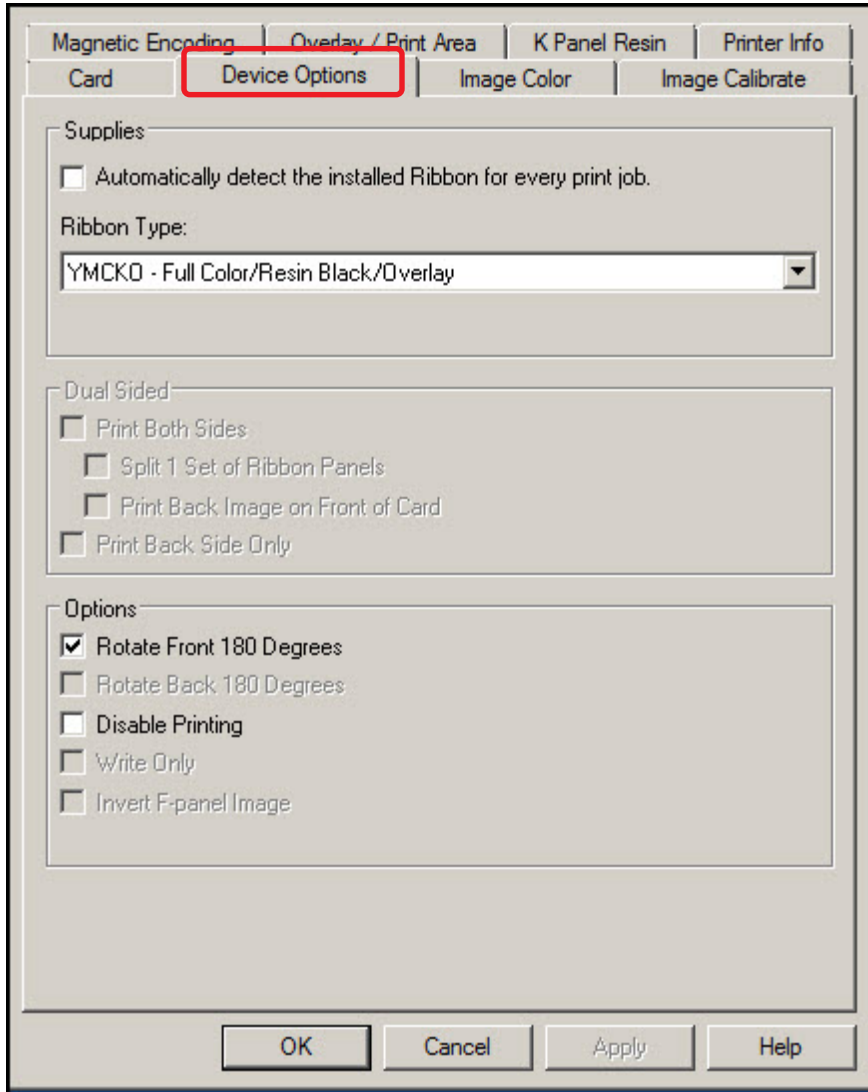 Magnetic Encoding Overlay / Print Area K Panel Resin Printer Info
Card Device Options Image Color Image Calibrate
Supplies
Automatically detect the installed Ribbon for every print job.
Ribbon Type:
YMCKO - Full Color/Resin Black/Overlay
Dual Sided
Print Both Sides
Split 1 Set of Ribbon Panels
Print Back Image on Front of Card
Print Back Side Only
Options
Rotate Front 180 Degrees
Rotate Back 180 Degrees
Disable Printing
Write Only
Invert F-panel Image
OK Cancel Apply Help